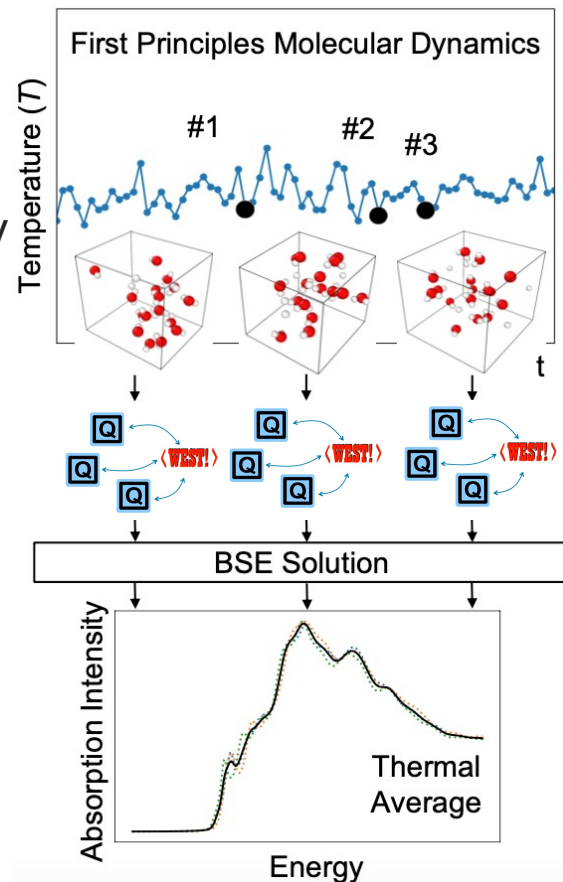 First Principles Molecular Dynamics
Temperature (T)
#1
#2
#3
y
t
Q
Q
Q
<WEST!>
Q
Q
Q
<WEST!>
Q
Q
Q
<WEST!>
BSE Solution
Absorption Intensity
Thermal
Average
Energy